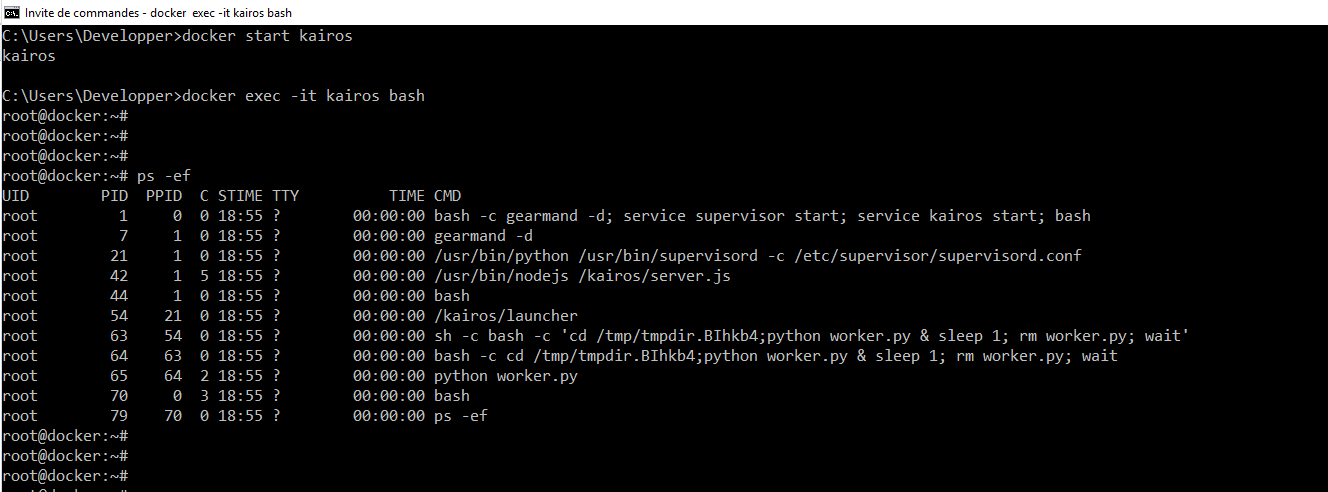 Invite de commandes - docker exec -it kairos bash
C:\Users\Developper>docker start kairos
kairos
C:\Users\Developper>docker exec -it kairos bash
root@docker:~#
root@docker:~#
root@docker:~#
root@docker:~# ps -ef
UID        PID  PPID  C STIME TTY          TIME CMD
root         1     0  0 18:55 ?        00:00:00 bash -c gearmand -d; service supervisor start; service kairos start; bash
root         7     1  0 18:55 ?        00:00:00 gearmand -d
root        21     1  0 18:55 ?        00:00:00 /usr/bin/python /usr/bin/supervisord -c /etc/supervisor/supervisord.conf
root        42     1  5 18:55 ?        00:00:00 /usr/bin/nodejs /kairos/server.js
root        44     1  0 18:55 ?        00:00:00 bash
root        54    21  0 18:55 ?        00:00:00 /kairos/launcher
root        63    54  0 18:55 ?        00:00:00 sh -c bash -c 'cd /tmp/tmpdir.BIhkb4;python worker.py & sleep 1; rm worker.py; wait'
root        64    63  0 18:55 ?        00:00:00 bash -c cd /tmp/tmpdir.BIhkb4;python worker.py & sleep 1; rm worker.py; wait
root        65    64  2 18:55 ?        00:00:00 python worker.py
root        70     0  3 18:55 ?        00:00:00 bash
root        79    70  0 18:55 ?        00:00:00 ps -ef
root@docker:~#
root@docker:~#
root@docker:~#